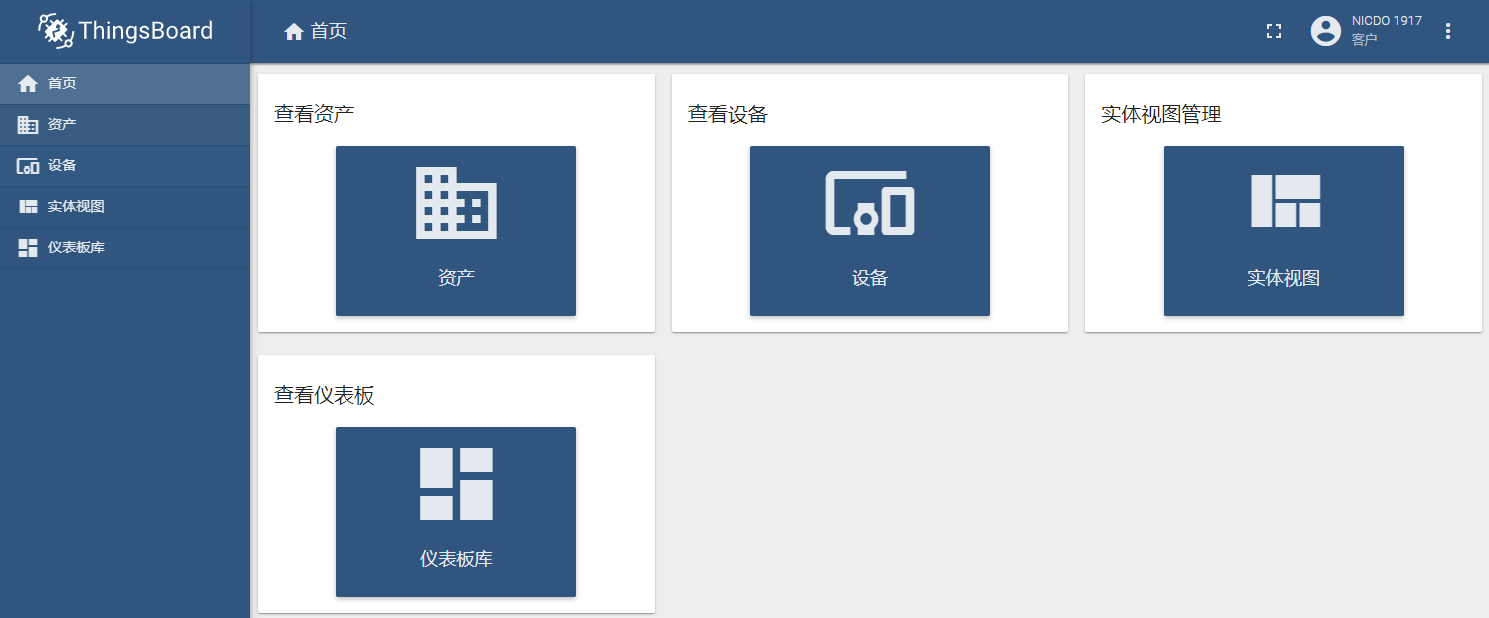 ThingsBoard
首页
NICDO 1917
客户
首页
资产
设备
实体视图
仪表板库
查看资产
资产
查看设备
设备
实体视图管理
实体视图
查看仪表板
仪表板库